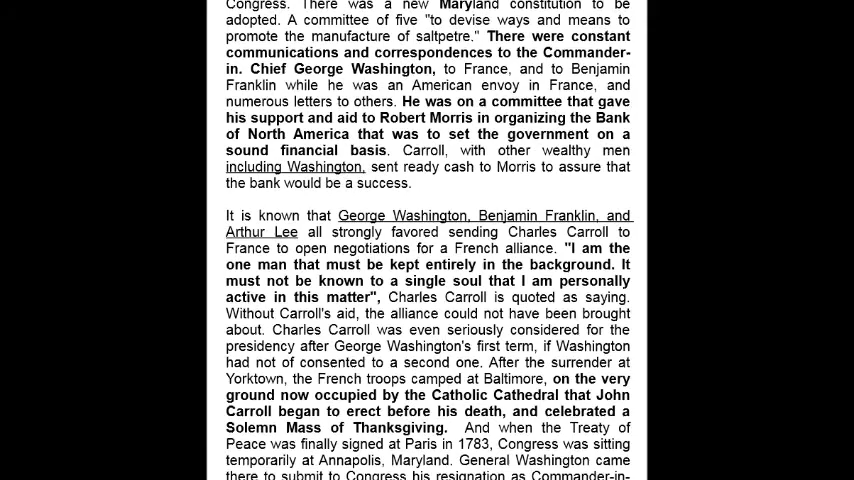 Congress. There was a new Maryland constitution to be
adopted. A committee of five "to devise ways and means to
promote the manufacture of saltpetre." There were constant
communications and correspondences to the Commander-
in. Chief George Washington, to France, and to Benjamin
Franklin while he was an American envoy in France, and
numerous letters to others. He was on a committee that gave
his support and aid to Robert Morris in organizing the Bank
of North America that was to set the government on a
sound financial basis. Carroll, with other wealthy men
including Washington, sent ready cash to Morris to assure that
the bank would be a success.
It is known that George Washington, Benjamin Franklin, and
Arthur Lee all strongly favored sending Charles Carroll to
France to open negotiations for a French alliance. "I am the
one man that must be kept entirely in the background. It
must not be known to a single soul that I am personally
active in this matter", Charles Carroll is quoted as saying.
Without Carroll's aid, the alliance could not have been brought
about. Charles Carroll was even seriously considered for the
presidency after George Washington's first term, if Washington
had not of consented to a second one. After the surrender at
Yorktown, the French troops camped at Baltimore, on the very
ground now occupied by the Catholic Cathedral that John
Carroll began to erect before his death, and celebrated a
Solemn Mass of Thanksgiving. And when the Treaty of
Peace was finally signed at Paris in 1783, Congress was sitting
temporarily at Annapolis, Maryland. General Washington came
there to submit to Congress his resignation as Commander-in-